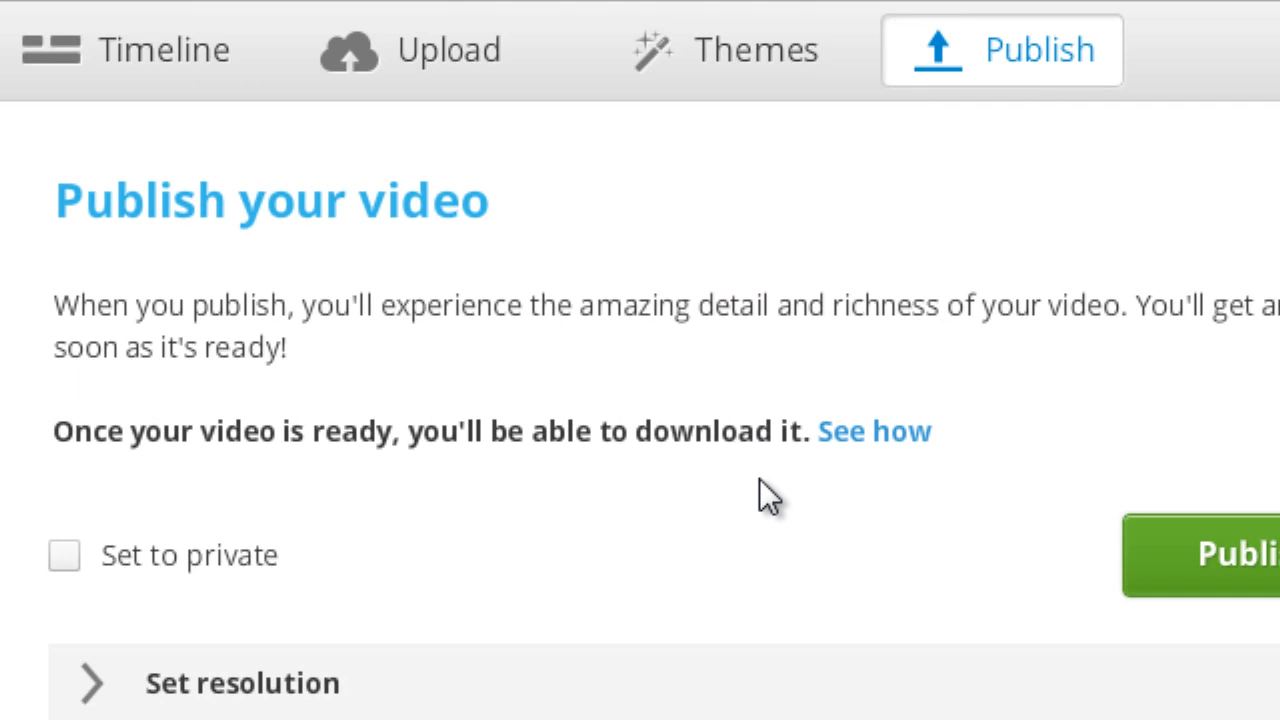 Timeline Upload Themes Publish
Publish your video
When you publish, you'll experience the amazing detail and richness of your video. You'll get
soon as it's ready!
Once your video is ready, you'll be able to download it. See how
Set to private
Set resolution